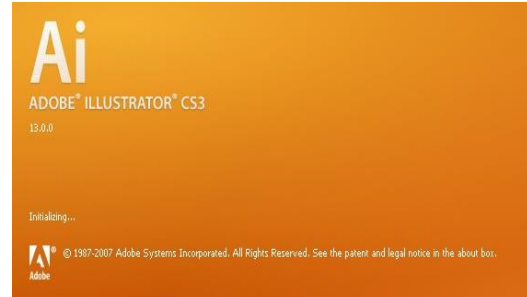 Ai
ADOBE® ILLUSTRATOR® CS3
13.0.0
Initializing...
© 1987-2007 Adobe Systems Incorporated. All Rights Reserved. See the patent and legal notice in the about box.
Adobe